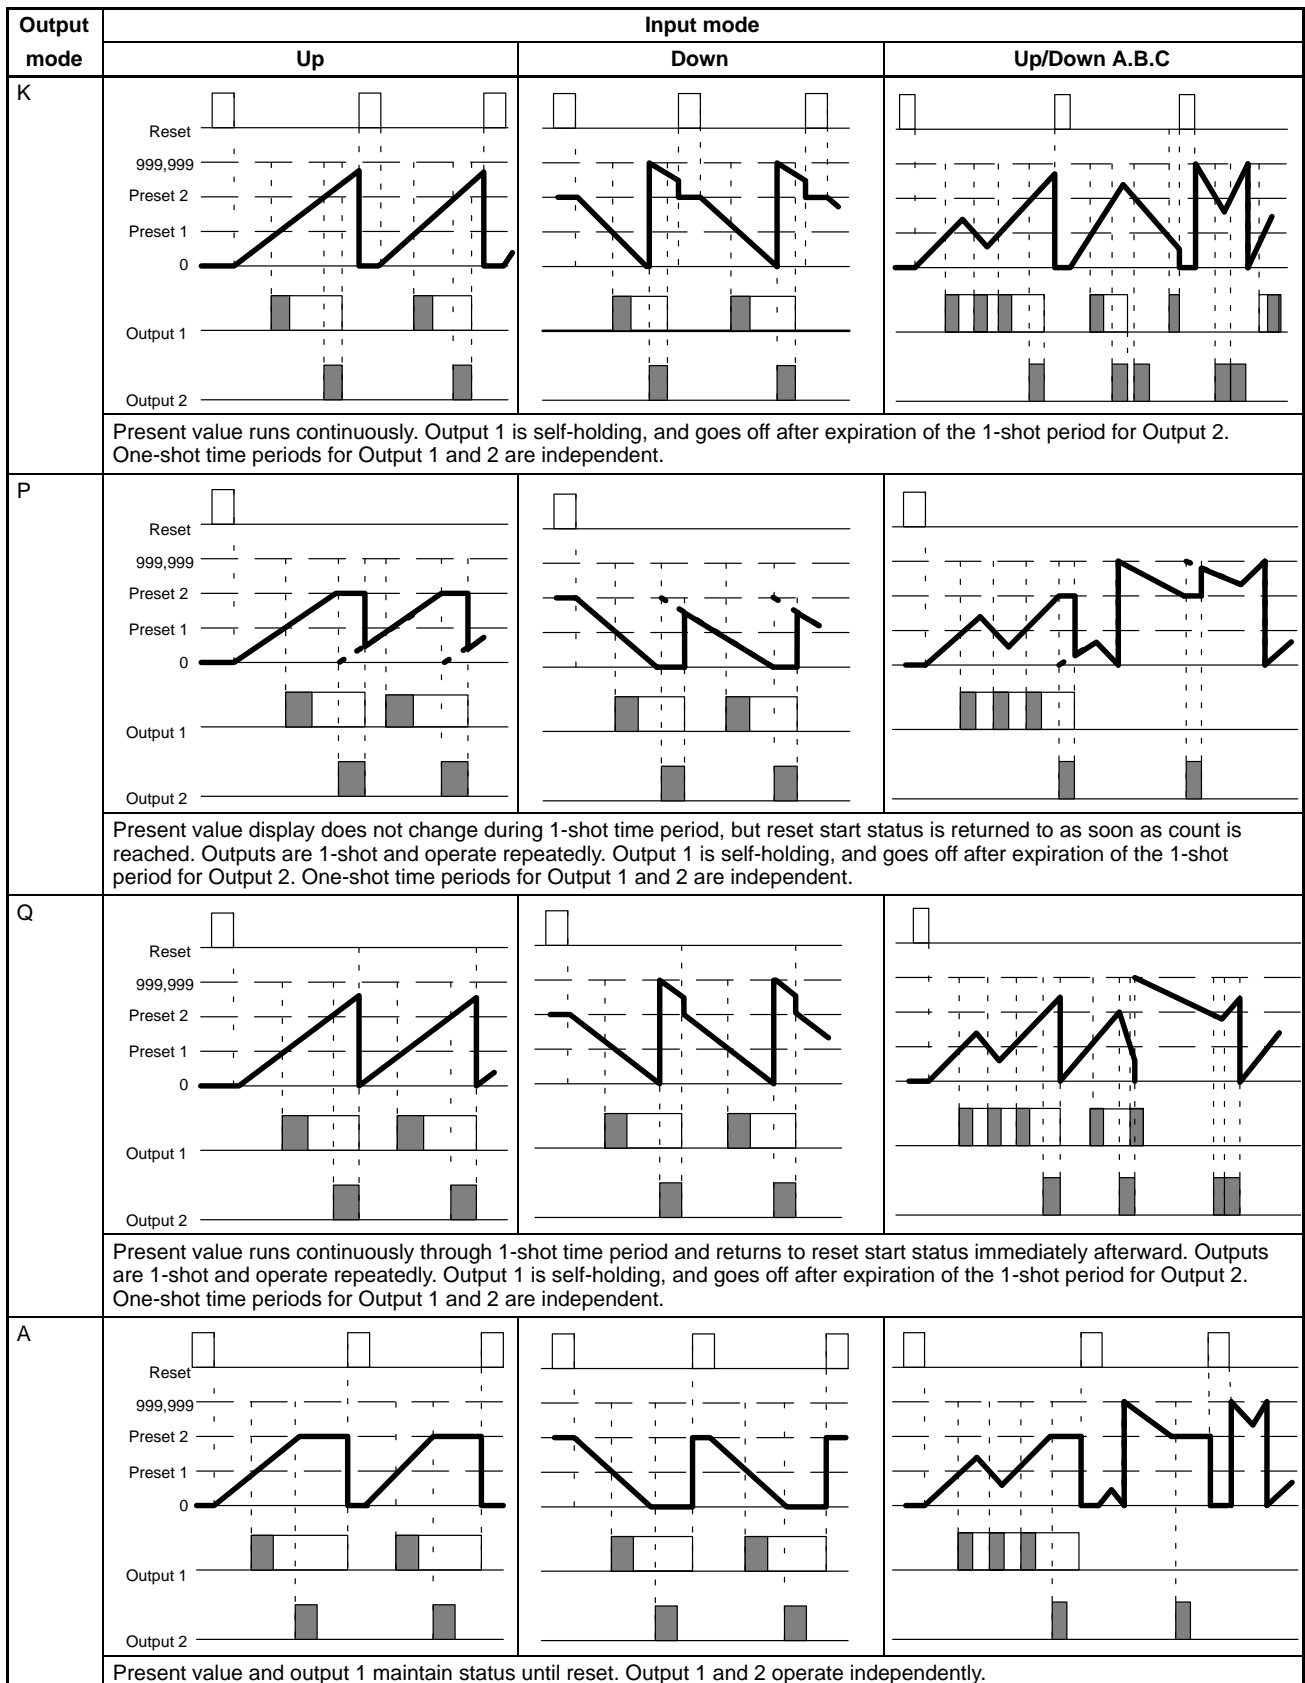 Output mode
Input mode
Up
Down
Up/Down A.B.C
K
Reset
999,999
Preset 2
Preset 1
0
Output 1
Output 2
Present value runs continuously. Output 1 is self-holding, and goes off after expiration of the 1-shot period for Output 2.
One-shot time periods for Output 1 and 2 are independent.
P
Reset
999,999
Preset 2
Preset 1
0
Output 1
Output 2
Present value display does not change during 1-shot time period, but reset start status is returned to as soon as count is
reached. Outputs are 1-shot and operate repeatedly. Output 1 is self-holding, and goes off after expiration of the 1-shot
period for Output 2. One-shot time periods for Output 1 and 2 are independent.
Q
Reset
999,999
Preset 2
Preset 1
0
Output 1
Output 2
Present value runs continuously through 1-shot time period and returns to reset start status immediately afterward. Outputs
are 1-shot and operate repeatedly. Output 1 is self-holding, and goes off after expiration of the 1-shot period for Output 2.
One-shot time periods for Output 1 and 2 are independent.
A
Reset
999,999
Preset 2
Preset 1
0
Output 1
Output 2
Present value and output 1 maintain status until reset. Output 1 and 2 operate independently.